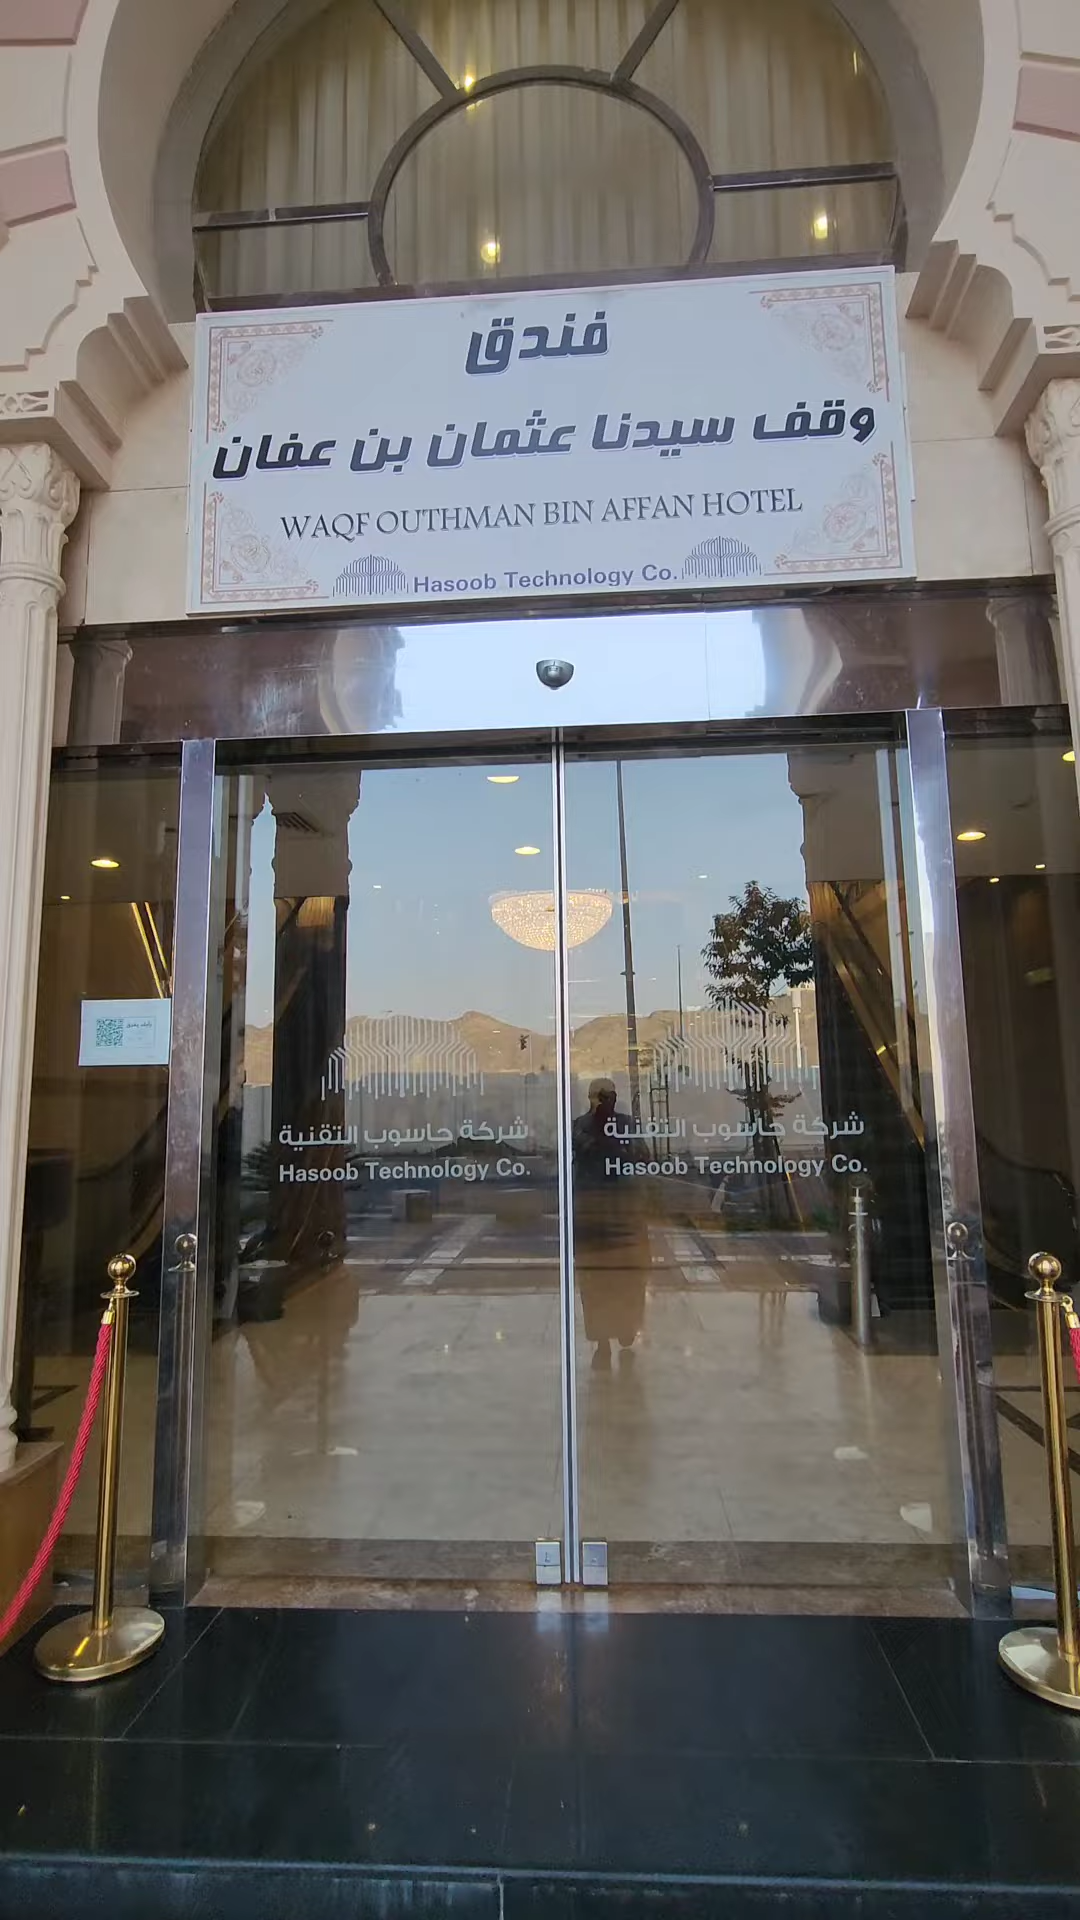 فندق
وقف سيدنا عثمان بن عفان
WAQF OUTHMAN BIN AFFAN HOTEL
Hasoob Technology Co.
شركة حاسوب التقنية
Hasoob Technology Co.
شركة حاسوب التقنية
Hasoob Technology Co.